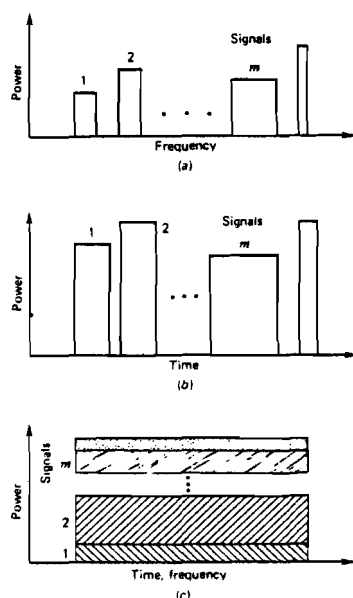 Power
Signals
1
2
m
Frequency
(a)
Power
Signals
1
2
m
Time
(b)
Power
Signals
m
2
1
Time, frequency
(c)